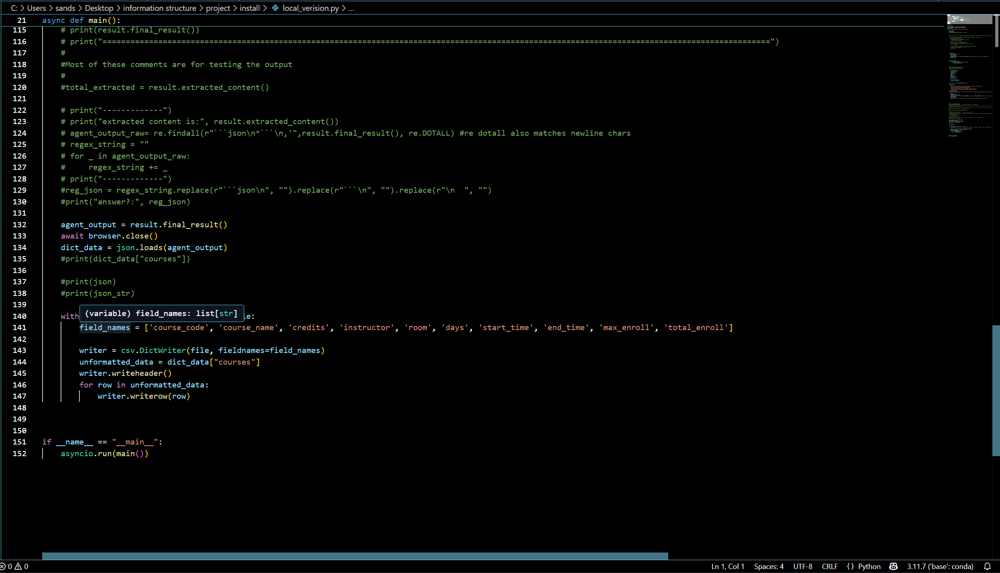 C: > Users > sands > Desktop > information structure > project > install > local_verision.py > ...
21 async def main():
115 # print(result.final_result())
116 # print("================================================================================================================================================")
117 #
118 #Most of these comments are for testing the output
119 #
120 #total_extracted = result.extracted_content()
121
122 # print("-------------")
123 # print("extracted content is:", result.extracted_content())
124 # agent_output_raw= re.findall(r"```json\n*```\n,'",result.final_result(), re.DOTALL) #re dotall also matches newline chars
125 # regex_string = ""
126 # for _ in agent_output_raw:
127 #     regex_string += _
128 # print("-------------")
129 #reg_json = regex_string.replace(r"```json\n", "").replace(r"```\n", "").replace(r"\n  ", "")
130 #print("answer?:", reg_json)
131
132 agent_output = result.final_result()
133 await browser.close()
134 dict_data = json.loads(agent_output)
135 #print(dict_data["courses"])
136
137 #print(json)
138 #print(json_str)
139
(variable) field_names: list[str]
140 with le:
141 field_names = ['course_code', 'course_name', 'credits', 'instructor', 'room', 'days', 'start_time', 'end_time', 'max_enroll', 'total_enroll']
142
143 writer = csv.DictWriter(file, fieldnames=field_names)
144 unformatted_data = dict_data["courses"]
145 writer.writeheader()
146 for row in unformatted_data:
147 writer.writerow(row)
148
149
150
151 if __name__ == "__main__":
152 asyncio.run(main())
0 0 Ln 1, Col 1 Spaces: 4 UTF-8 CRLF {} Python 3.11.7 ('base': conda)